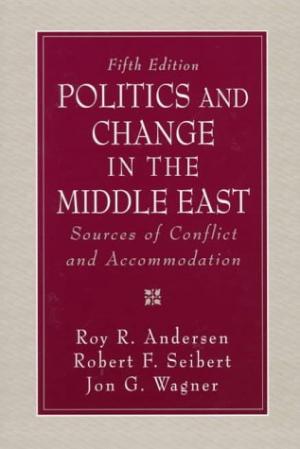 Fifth Edition
POLITICS AND
CHANGE
IN THE
MIDDLE EAST
Sources of Conflict
and Accommodation
Roy R. Andersen
Robert F. Seibert
Jon G. Wagner